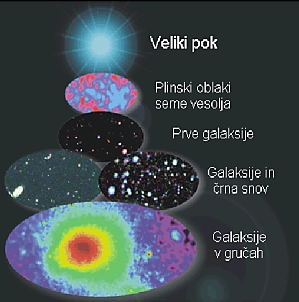 Veliki pok
Plinski oblaki
seme vesolja
Prve galaksije
Galaksije in
črna snov
Galaksije
v gručah